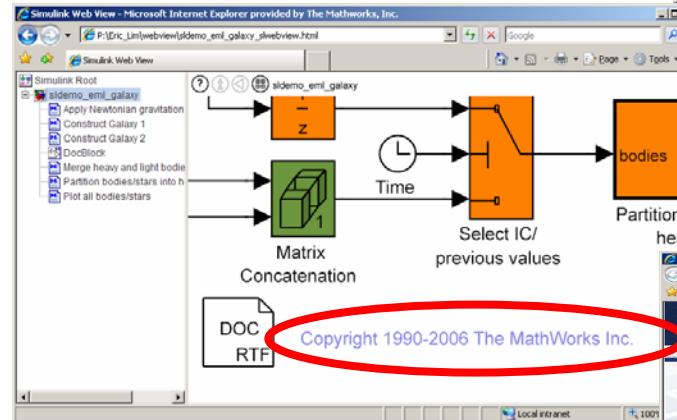 Simulink Web View - Microsoft Internet Explorer provided by The Mathworks, Inc.
P:\Eric_Lim\webview\sldemo_eml_galaxy_slwebview.html
Google
Simulink Web View
Page
Tools
Simulink Root
sldemo_eml_galaxy
sldemo_eml_galaxy
Apply Newtonian gravitation
Construct Galaxy 1
Construct Galaxy 2
DocBlock
Merge heavy and light bodie
Partition bodies/stars into h
Plot all bodies/stars
z
Time
bodies
1
Matrix
Concatenation
Select IC/
previous values
Partition
he
DOC
RTF
Copyright 1990-2006 The MathWorks Inc.
Local intranet
100%